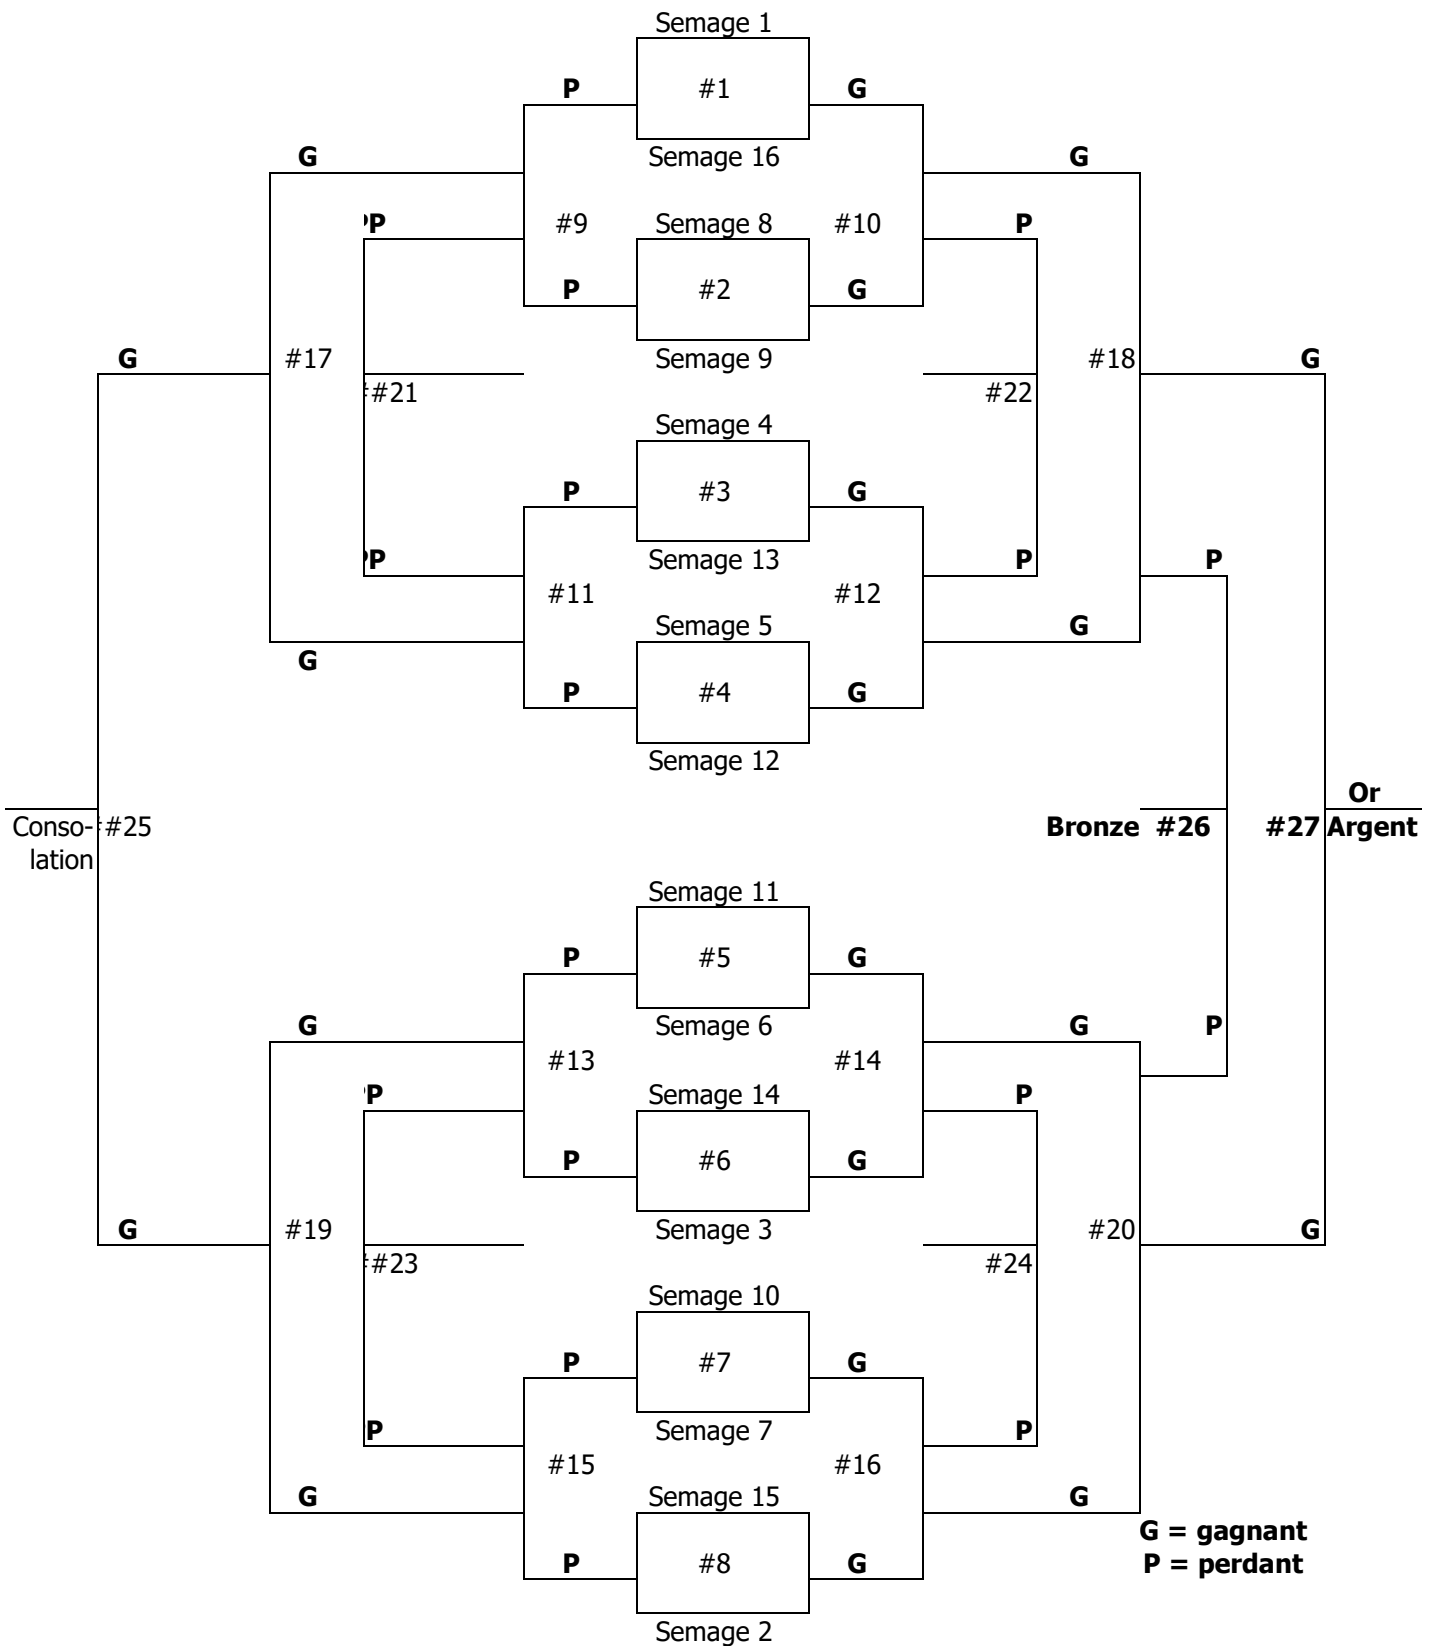 Semage 1
P #1 G
G Semage 16 G
PP #9 Semage 8 #10 P
P #2 G
G #17 Semage 9 #18 G
##21 #22
Semage 4
P #3 G
PP Semage 13 P P
#11 #12
Semage 5 G
G
P #4 G
Semage 12
Or
Conso- #25 Bronze #26 #27 Argent
lation
Semage 11
P #5 G
G Semage 6 G P
#13 #14
PP Semage 14 P
P #6 G
G #19 Semage 3 #20 G
##23 #24
Semage 10
P #7 G
P Semage 7 P
#15 #16
G Semage 15 G
G = gagnant
P #8 G P = perdant
Semage 2